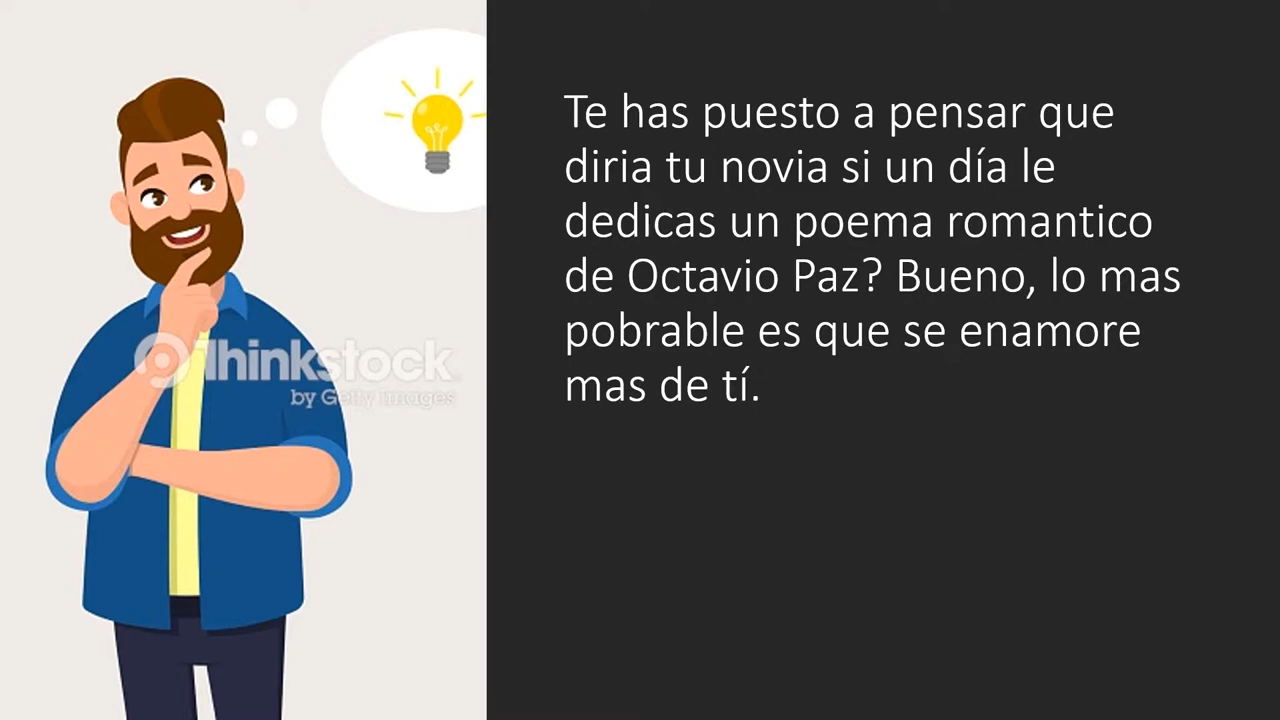 Te has puesto a pensar que
diria tu novia si un día le
dedicas un poema romantico
de Octavio Paz? Bueno, lo mas
pobrable es que se enamore
mas de tí.
thinkstock
by Getty Images